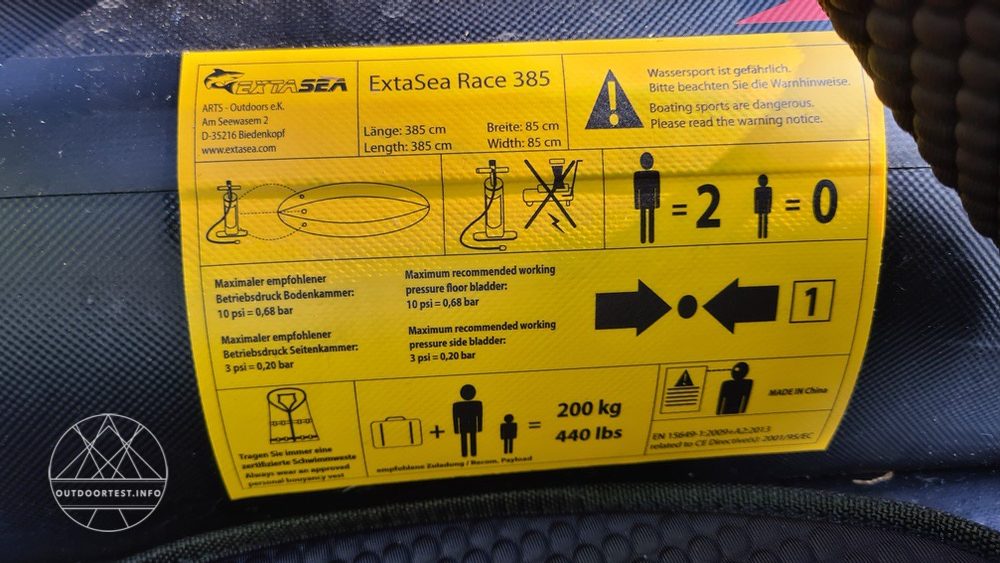 EXTASEA
ARTS - Outdoors e.K.
Am Seewasem 2
D-35216 Biedenkopf
www.extasea.com
ExtaSea Race 385
Länge: 385 cm
Length: 385 cm
Breite: 85 cm
Width: 85 cm
Wassersport ist gefährlich.
Bitte beachten Sie die Warnhinweise.
Boating sports are dangerous.
Please read the warning notice.
= 2
= 0
Maximaler empfohlener
Betriebsdruck Bodenkammer:
10 psi = 0,68 bar
Maximum recommended working
pressure floor bladder:
10 psi = 0,68 bar
Maximaler empfohlener
Betriebsdruck Seitenkammer:
3 psi = 0,20 bar
Maximum recommended working
pressure side bladder:
3 psi = 0,20 bar
1
Tragen Sie immer eine
zertifizierte Schwimmweste
Always wear an approved
personal buoyancy vest
+ =
200 kg
440 lbs
empfohlene Zuladung / Recom. Payload
MADE IN China
EN 15649-1:2009+A2:2013
related to CE Directive(s): 2001/95/EC
OUTDOORTEST.INFO